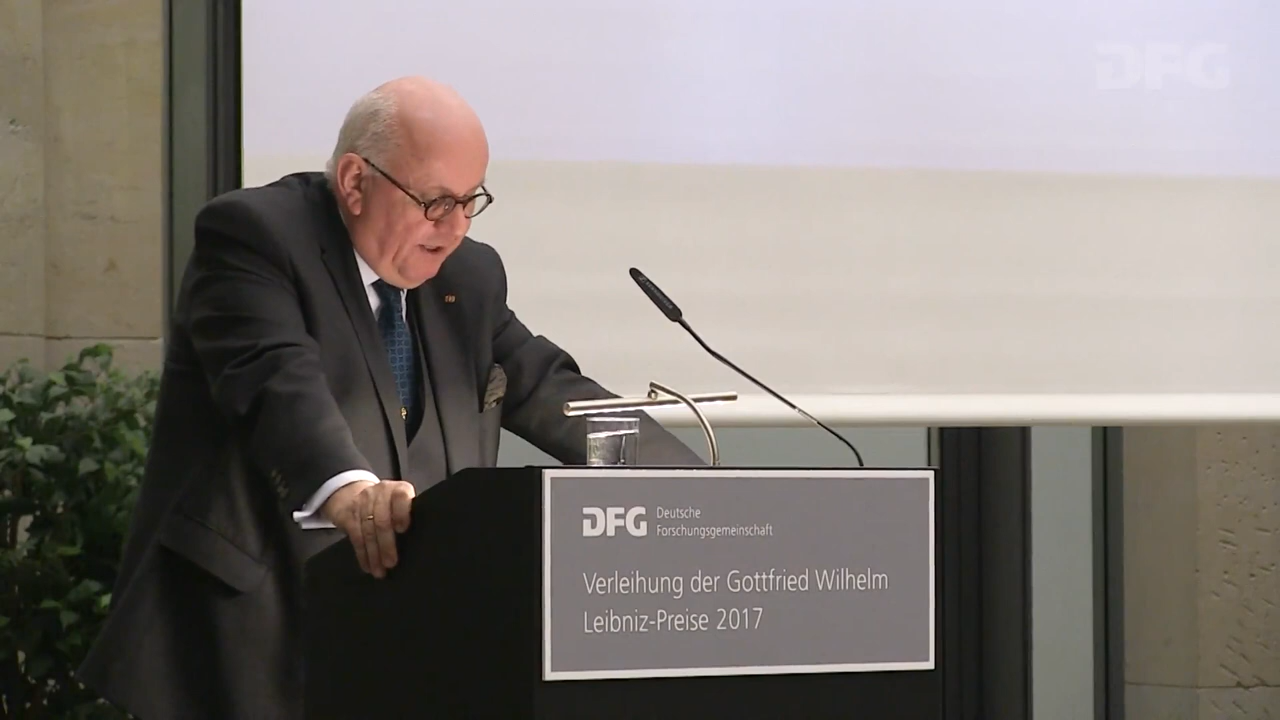 DFG
DFG Deutsche
Forschungsgemeinschaft
Verleihung der Gottfried Wilhelm
Leibniz-Preise 2017